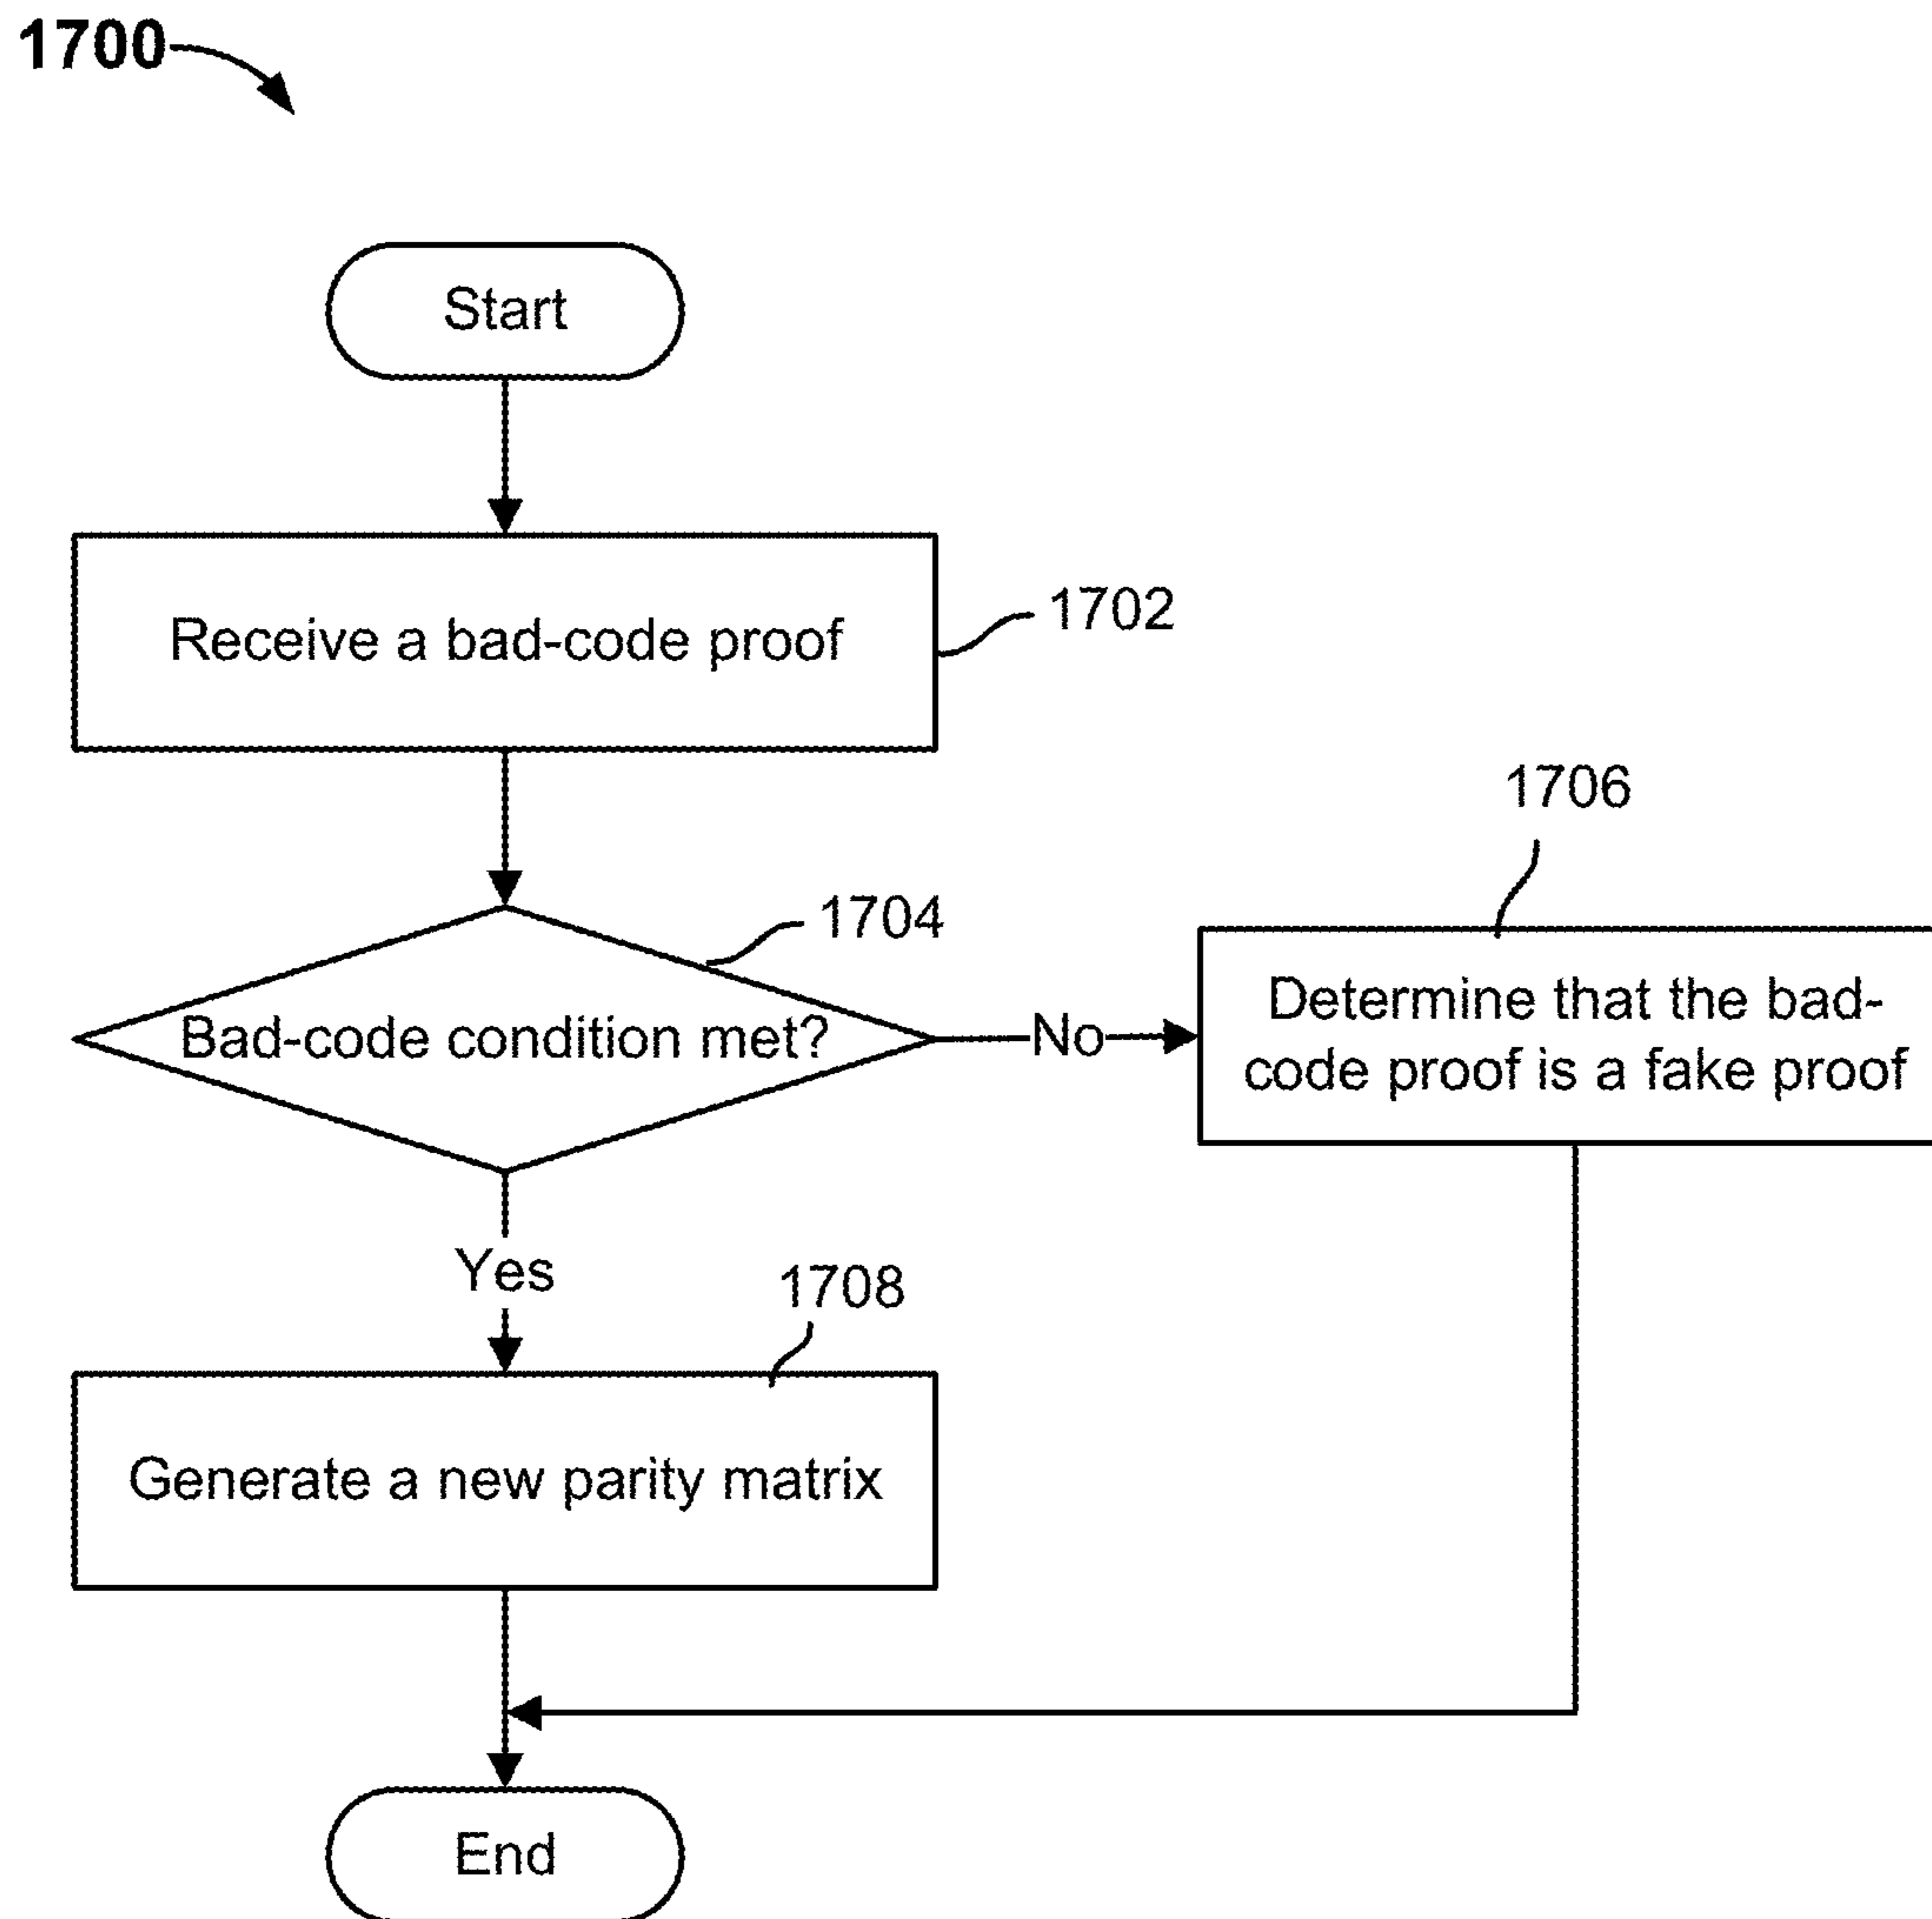 1700
Start
Receive a bad-code proof
1702
1706
1704
Bad-code condition met?
No
Determine that the bad-
code proof is a fake proof
Yes
1708
Generate a new parity matrix
End